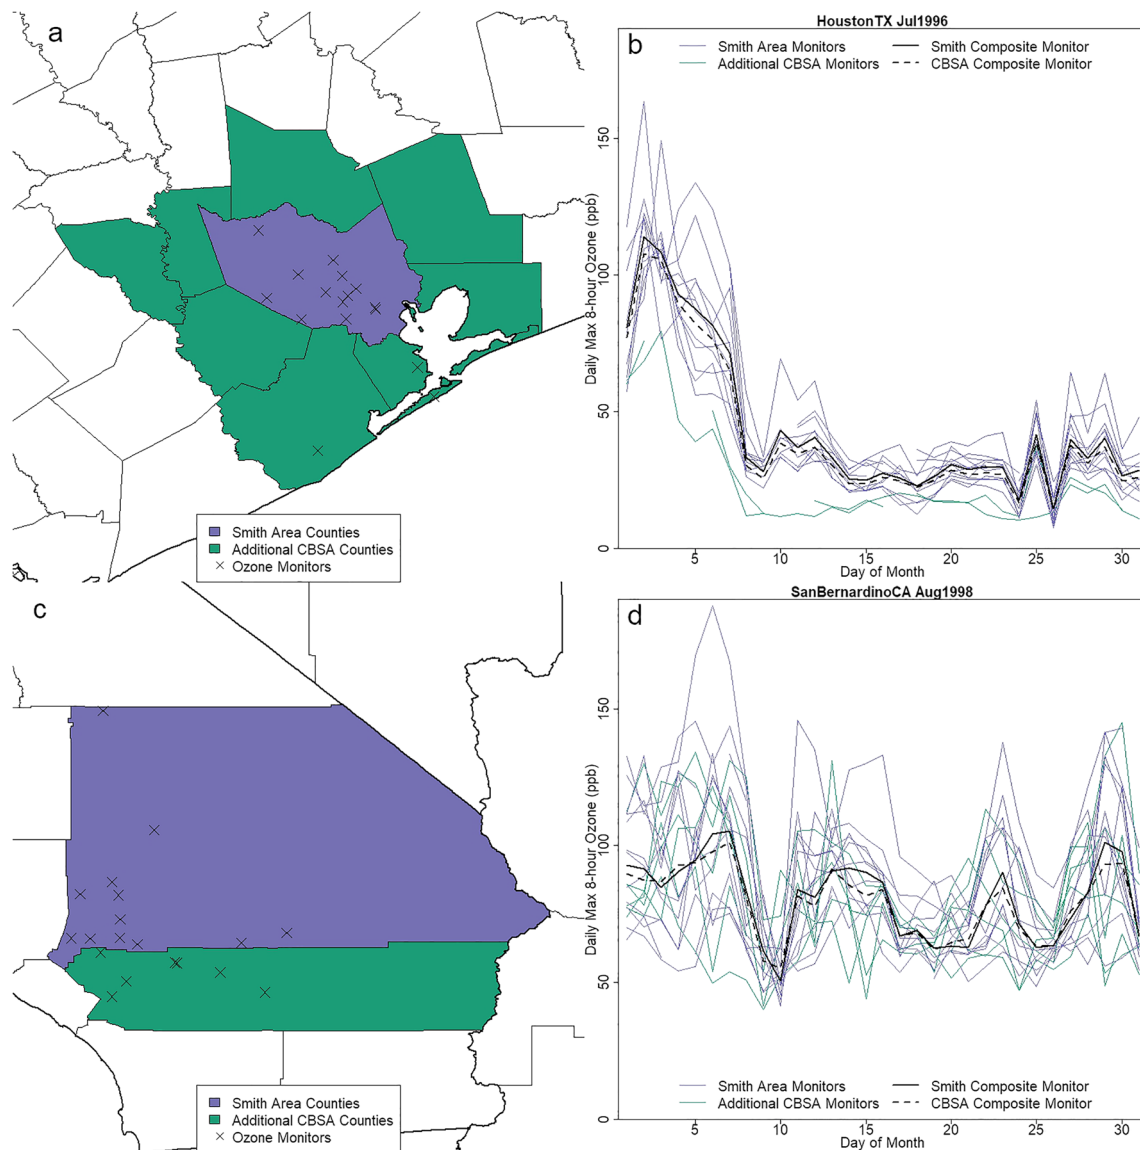 a
Smith Area Counties
Additional CBSA Counties
Ozone Monitors
HoustonTX Jul1996
b
Smith Area Monitors
Additional CBSA Monitors
Smith Composite Monitor
CBSA Composite Monitor
Daily Max 8-hour Ozone (ppb)
150
100
50
0
5
10
15
20
25
30
Day of Month
c
Smith Area Counties
Additional CBSA Counties
Ozone Monitors
SanBernardinoCA Aug1998
d
Daily Max 8-hour Ozone (ppb)
150
100
50
0
Smith Area Monitors
Additional CBSA Monitors
Smith Composite Monitor
CBSA Composite Monitor
5
10
15
20
25
30
Day of Month